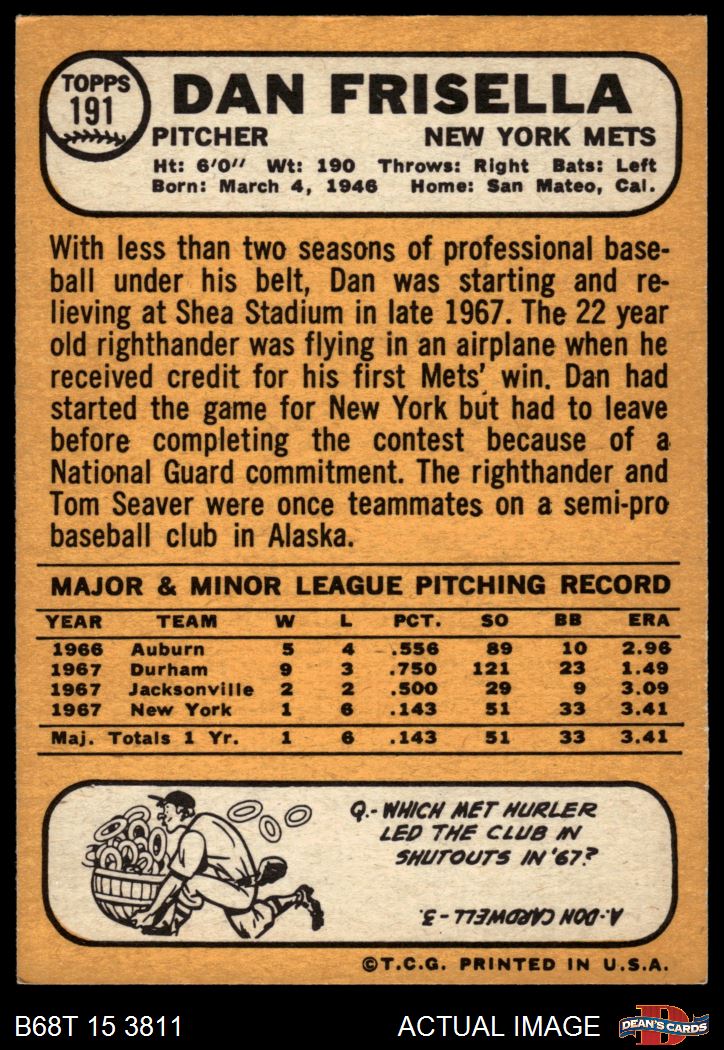 TOPPS
191
DAN FRISELLA
PITCHER NEW YORK METS
Ht: 6'0" Wt: 190 Throws: Right Bats: Left
Born: March 4, 1946 Home: San Mateo, Cal.
With less than two seasons of professional base-
ball under his belt, Dan was starting and re-
lieving at Shea Stadium in late 1967. The 22 year
old righthander was flying in an airplane when he
received credit for his first Mets' win. Dan had
started the game for New York but had to leave
before completing the contest because of a
National Guard commitment. The righthander and
Tom Seaver were once teammates on a semi-pro
baseball club in Alaska.
MAJOR & MINOR LEAGUE PITCHING RECORD
YEAR TEAM W L PCT. SO BB ERA
1966 Auburn 5 4 .556 89 10 2.96
1967 Durham 9 3 .750 121 23 1.49
1967 Jacksonville 2 2 .500 29 9 3.09
1967 New York 1 6 .143 51 33 3.41
Maj. Totals 1 Yr. 1 6 .143 51 33 3.41
Q.-WHICH MET HURLER
LED THE CLUB IN
SHUTOUTS IN '67?
A-DON CARDWELL - 3.
©T.C.G. PRINTED IN U.S.A.
B68T 15 3811 ACTUAL IMAGE DEAN'S CARDS